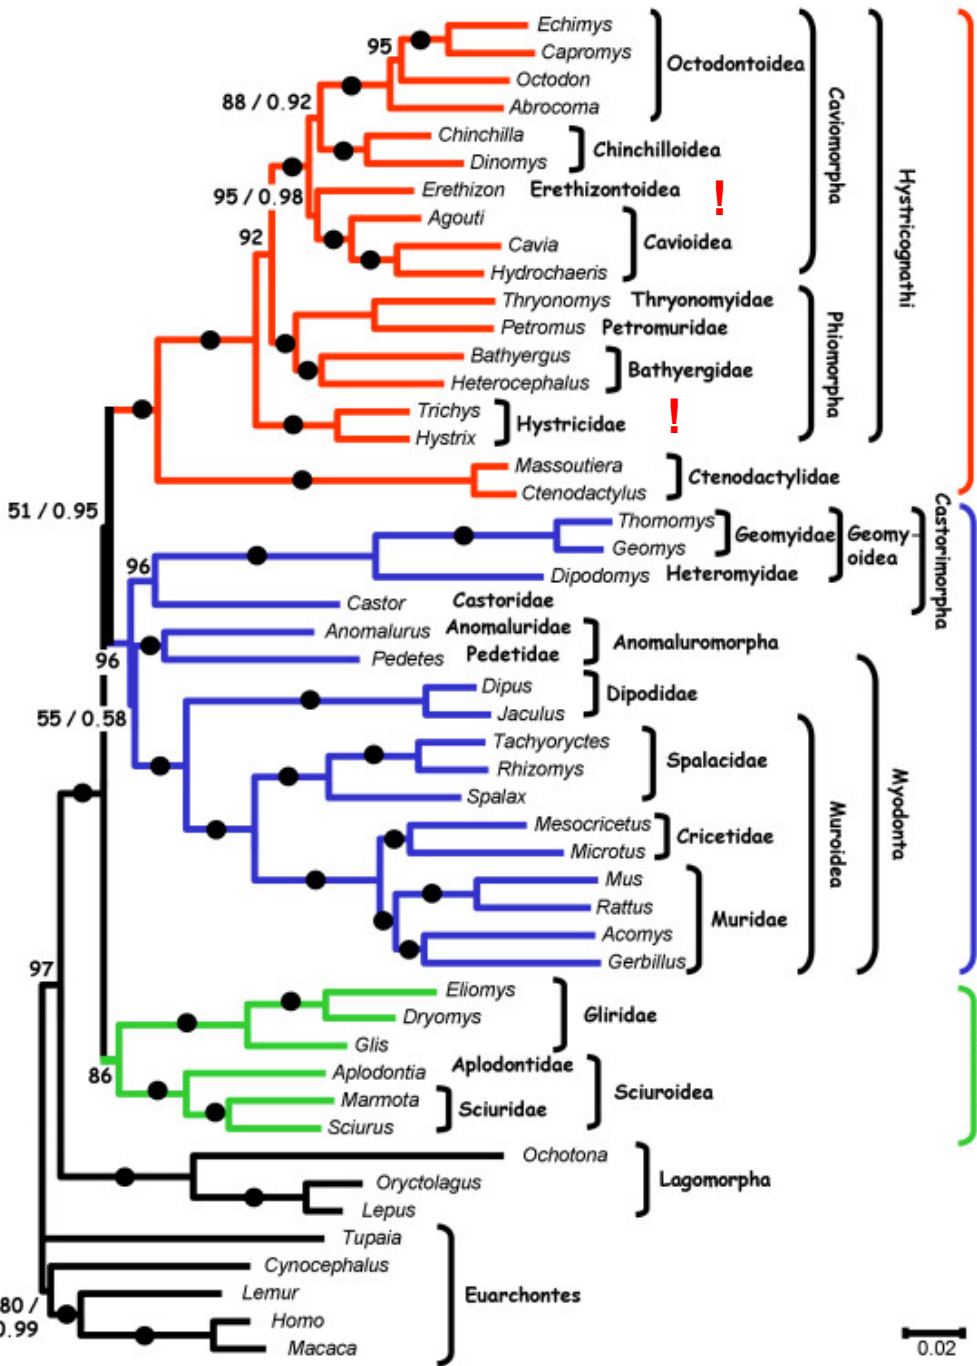 Echimys
Capromys
95
Octodontoidea
Octodon
88 / 0.92
Abrocoma
Caviomorpha
Chinchilla
Chinchilloidea
Dinomys
Hystricognathi
95 / 0.98
Erethizon Erethizontoidea !
Agouti
92
Cavioidea
Cavia
Hydrochaeris
Thryonomys Thryonomyidae
Petromus Petromuridae
Phiomorpha
Bathyergus
Bathyergidae
Heterocephalus
Trichys
Hystricidae !
Hystrix
Massoutiera
Ctenodactylidae
Ctenodactylus
51 / 0.95
Castorimorpha
Thomomys
Geomyidae
Geomy-
oidea
Geomys
96
Dipodomys Heteromyidae
Castor Castoridae
Anomalurus Anomaluridae
Anomaluromorpha
Pedetes Pedetidae
96
Dipus
Dipodidae
55 / 0.58
Jaculus
Tachyoryctes
Spalacidae
Rhizomys
Spalax
Myodonta
Muroidea
Mesocricetus
Cricetidae
Microtus
Mus
Rattus
Muridae
Acomys
Gerbillus
97
Eliomys
Gliridae
Dryomys
Glis
86
Aplodontia Aplodontidae
Sciuroidea
Marmota
Sciuridae
Sciurus
Ochotona
Lagomorpha
Oryctolagus
Lepus
Tupaia
Cynocephalus
Euarchontes
Lemur
80 /
0.99
Homo
Macaca
0.02